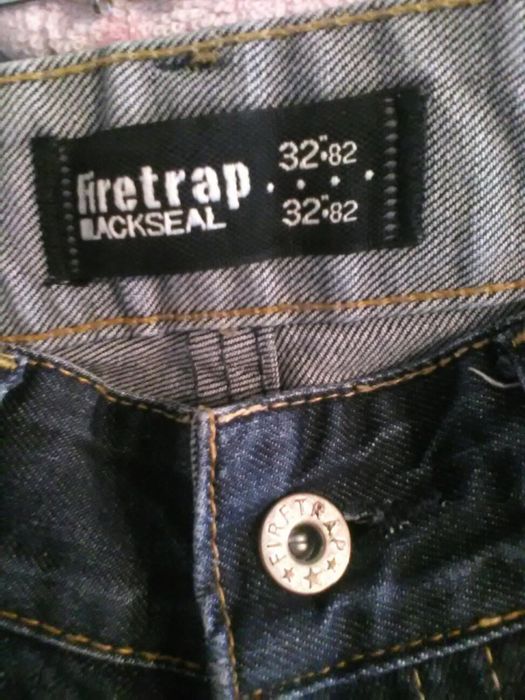 Firetrap
BLACKSEAL
32":82
32":82
FIRETRAP